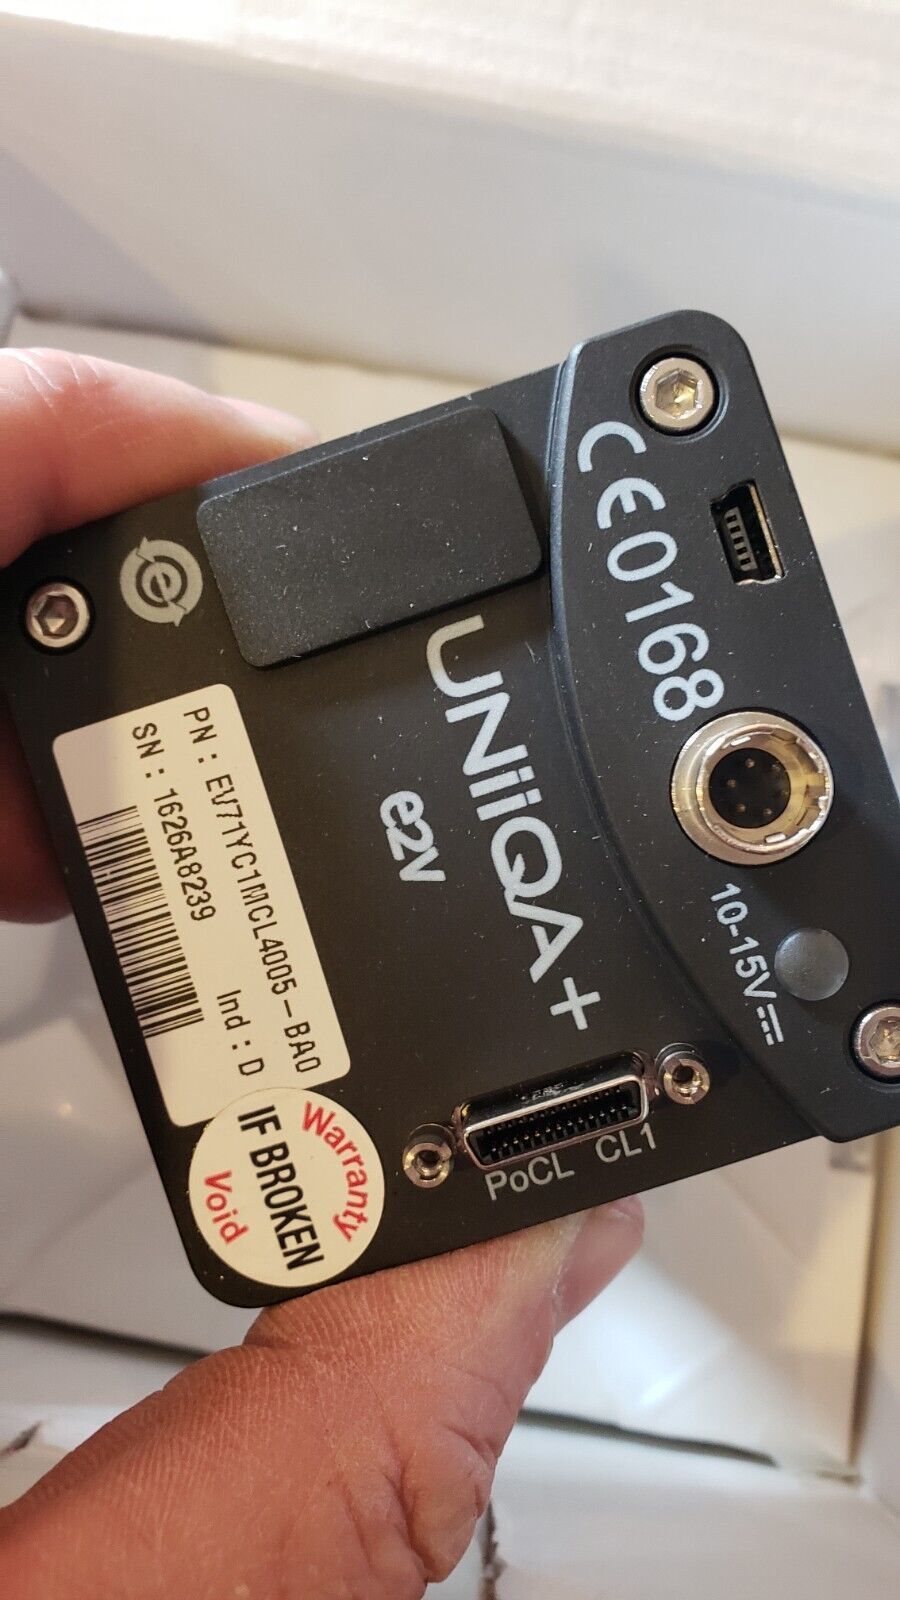 CE0168
10-15V
UNiiQA+
e2v
e
PN : EV71YC1MCL4005-BA0
SN : 1626A8239
Ind : D
PoCL CL1
Warranty
IF BROKEN
Void